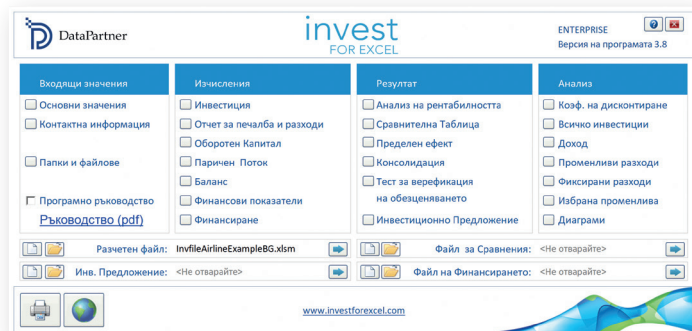 DataPartner
invest
FOR EXCEL
ENTERPRISE
Версия на програмата 3.8
Входящи значения
Основни значения
Контактна информация
Папки и файлове
Програмно ръководство
Ръководство (pdf)
Изчисления
Инвестиция
Отчет за печалба и разходи
Оборотен Капитал
Паричен Поток
Баланс
Финансови показатели
Финансиране
Резултат
Анализ на рентабилността
Сравнителна Таблица
Пределен ефект
Консолидация
Тест за верефикация
на обезценяването
Инвестиционно Предложение
Анализ
Коэф. на дисконтиране
Всичко инвестиции
Доход
Променливи разходи
Фиксирани разходи
Избрана променлива
Диаграми
Разчетен файл: InvfileAirlineExampleBG.xlsm
Файл за Сравнения: <Не отварайте>
Инв. Предложение: <Не отварайте>
Файл на Финансирането: <Не отварайте>
www.investforexcel.com